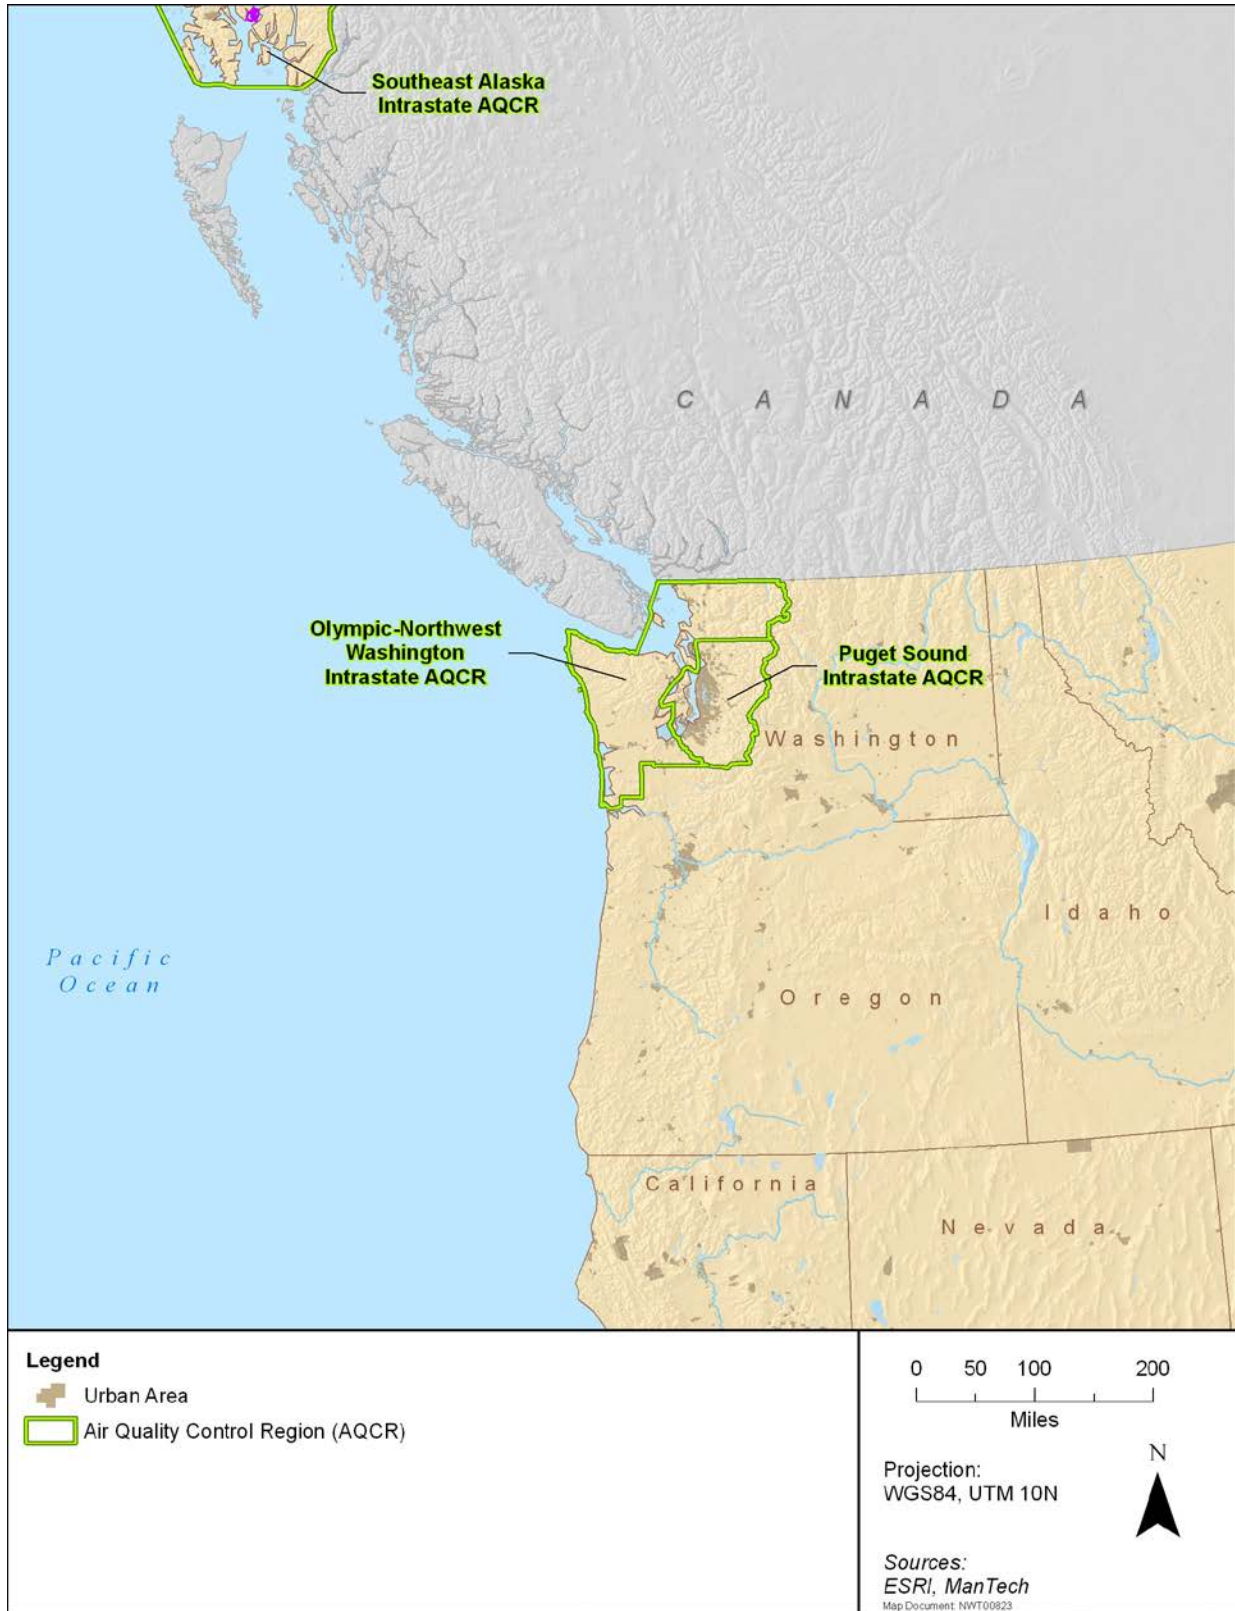 Southeast Alaska
Intrastate AQCR
C A N A D A
Olympic-Northwest
Washington
Intrastate AQCR
Puget Sound
Intrastate AQCR
Washington
Idaho
Pacific
Ocean
Oregon
California
Nevada
Legend
Urban Area
Air Quality Control Region (AQCR)
0 50 100 200
Miles
Projection:
WGS84, UTM 10N
N
Sources:
ESRI, ManTech
Map Document: NWT00823